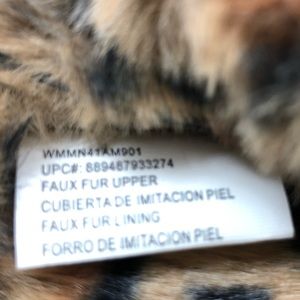 WMMN41AM901
UPC#: 889487933274
FAUX FUR UPPER
CUBIERTA DE IMITACION PIEL
FAUX FUR LINING
FORRO DE IMITACION PIEL